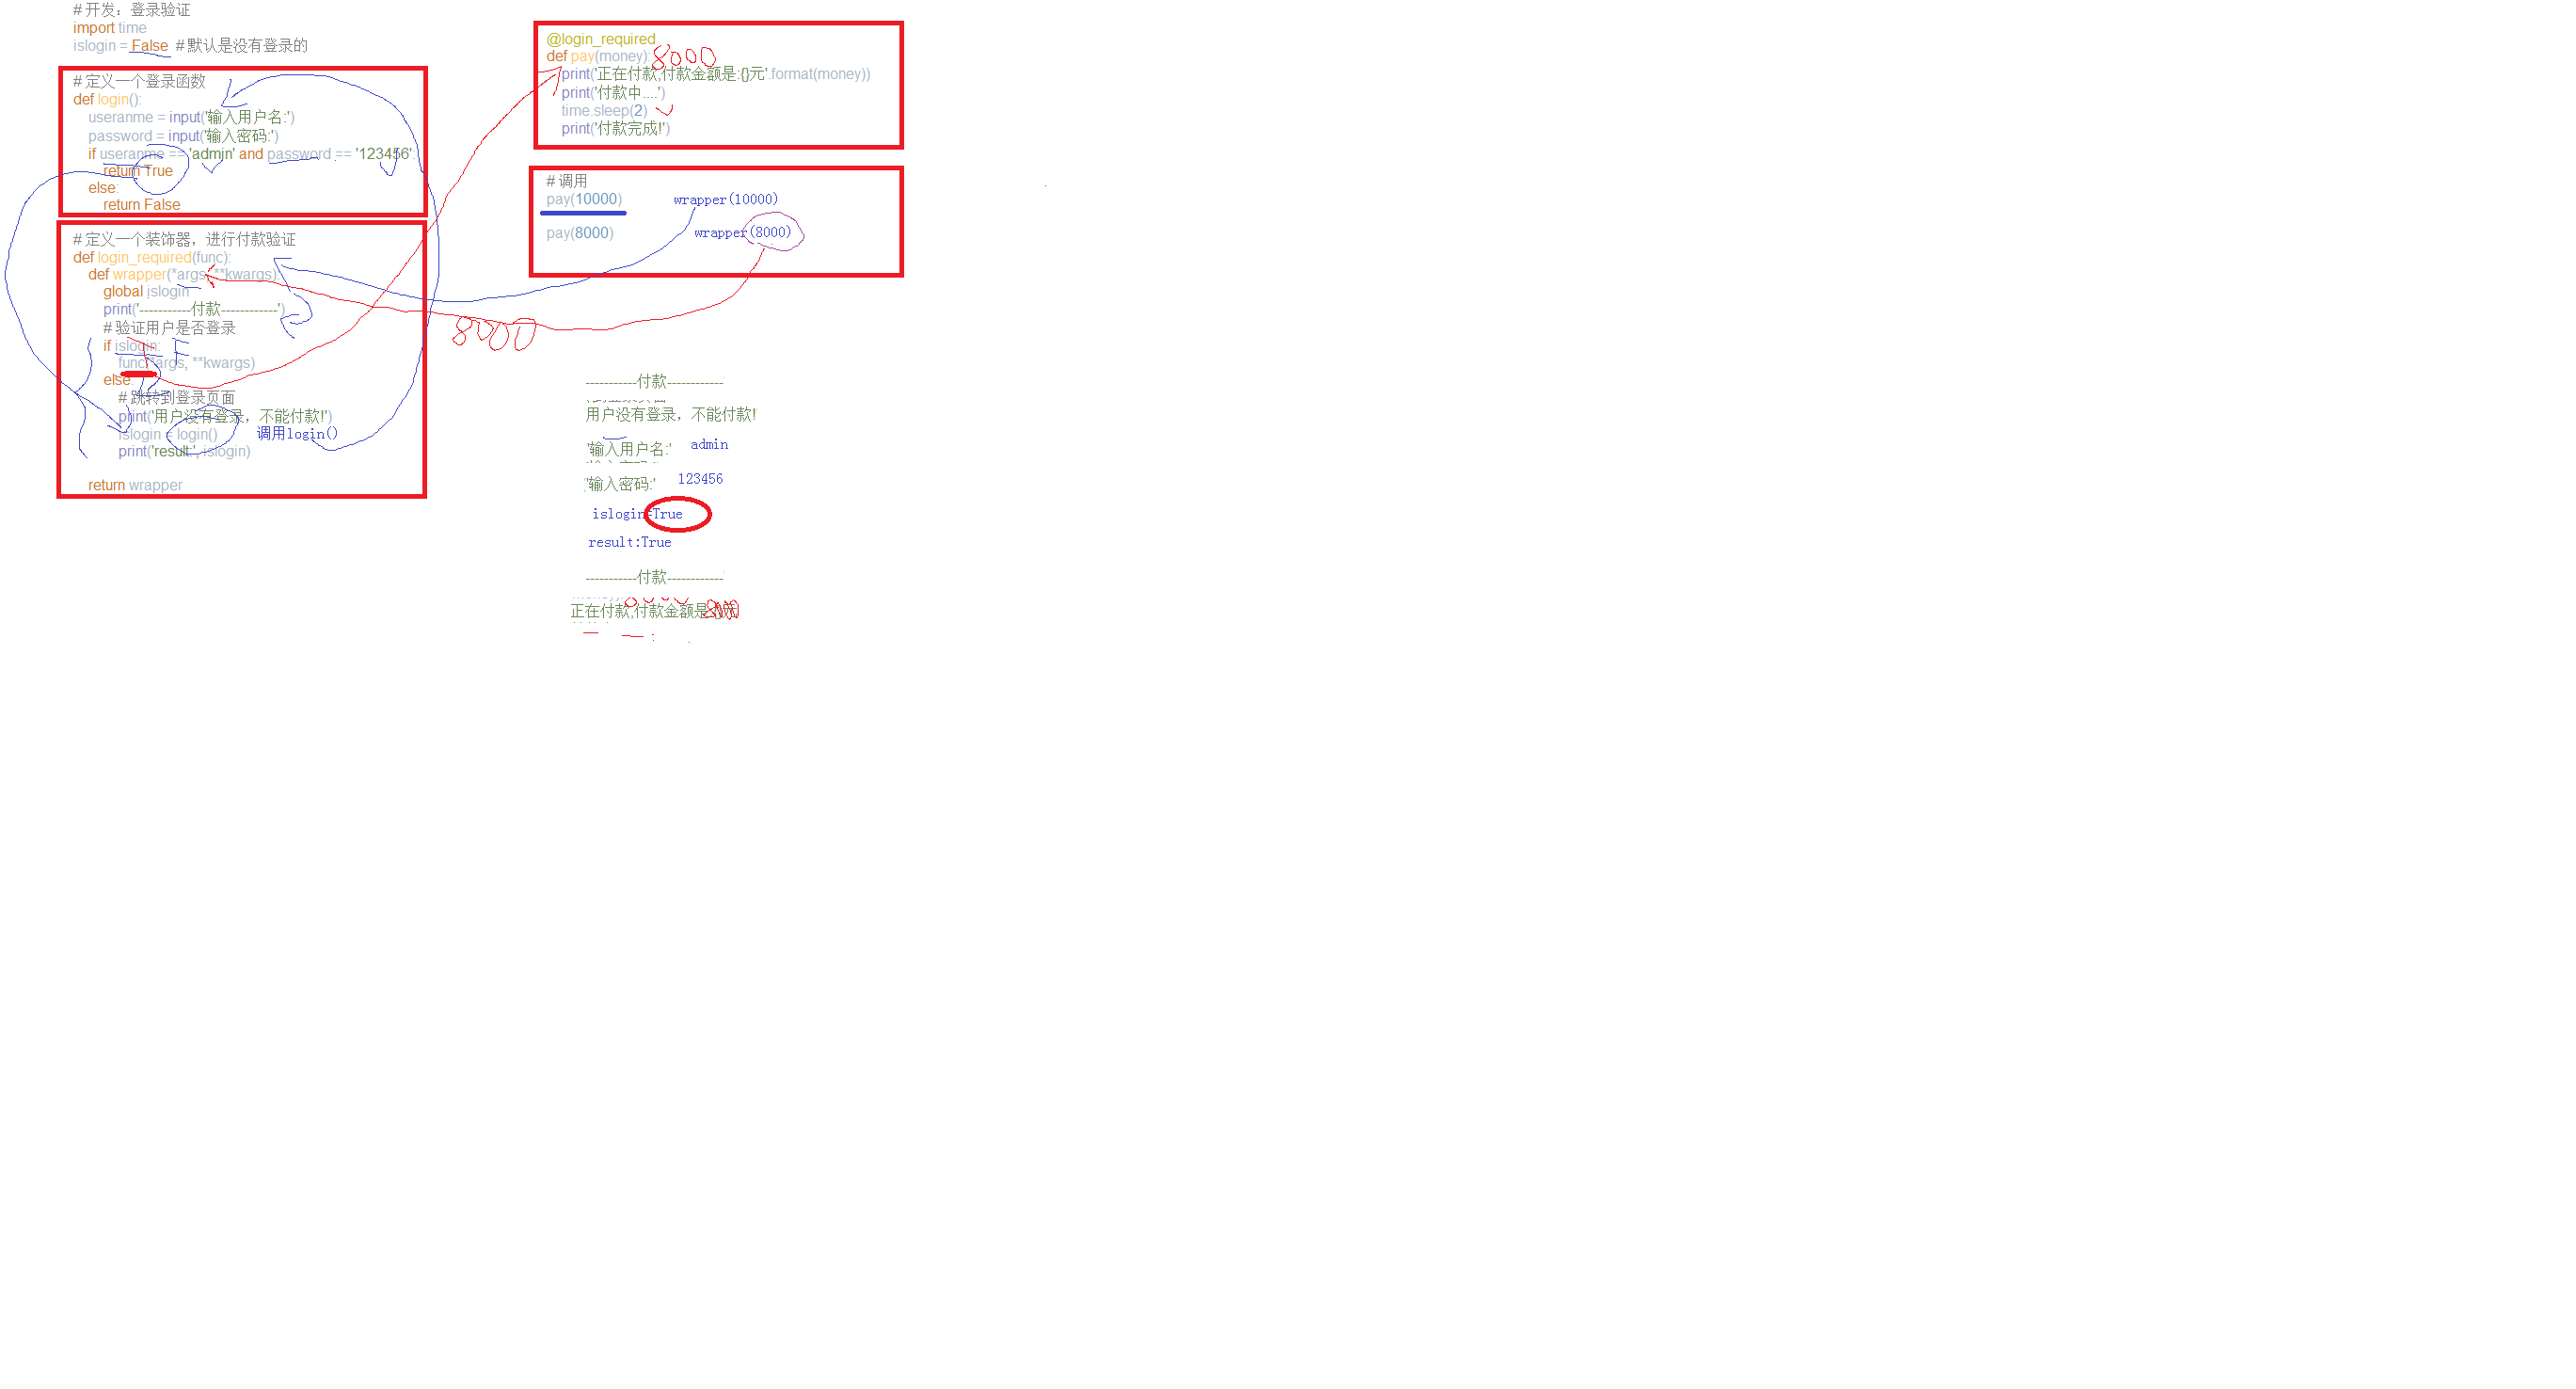 # 开发：登录验证
import time
islogin = False  # 默认是没有登录的
# 定义一个登录函数
def login():
useranme = input('输入用户名:')
password = input('输入密码:')
if useranme == 'admin' and password == '123456':
return True
else:
return False
# 定义一个装饰器，进行付款验证
def login_required(func):
def wrapper(*args, **kwargs):
global islogin
print('-----------付款------------')
# 验证用户是否登录
if islogin:
func(*args, **kwargs)
else:
# 跳转到登录页面
print('用户没有登录，不能付款!')
islogin = login() 调用login()
print('result:', islogin)
return wrapper
@login_required
def pay(money): 8000
print('正在付款,付款金额是:{}元'.format(money))
print('付款中....')
time.sleep(2)
print('付款完成!')
# 调用
pay(10000) wrapper(10000)
pay(8000) wrapper(8000)
8000
-----------付款------------
用户没有登录，不能付款!
'输入用户名:' admin
'输入密码:' 123456
islogin=True
result:True
-----------付款------------
正在付款,付款金额是